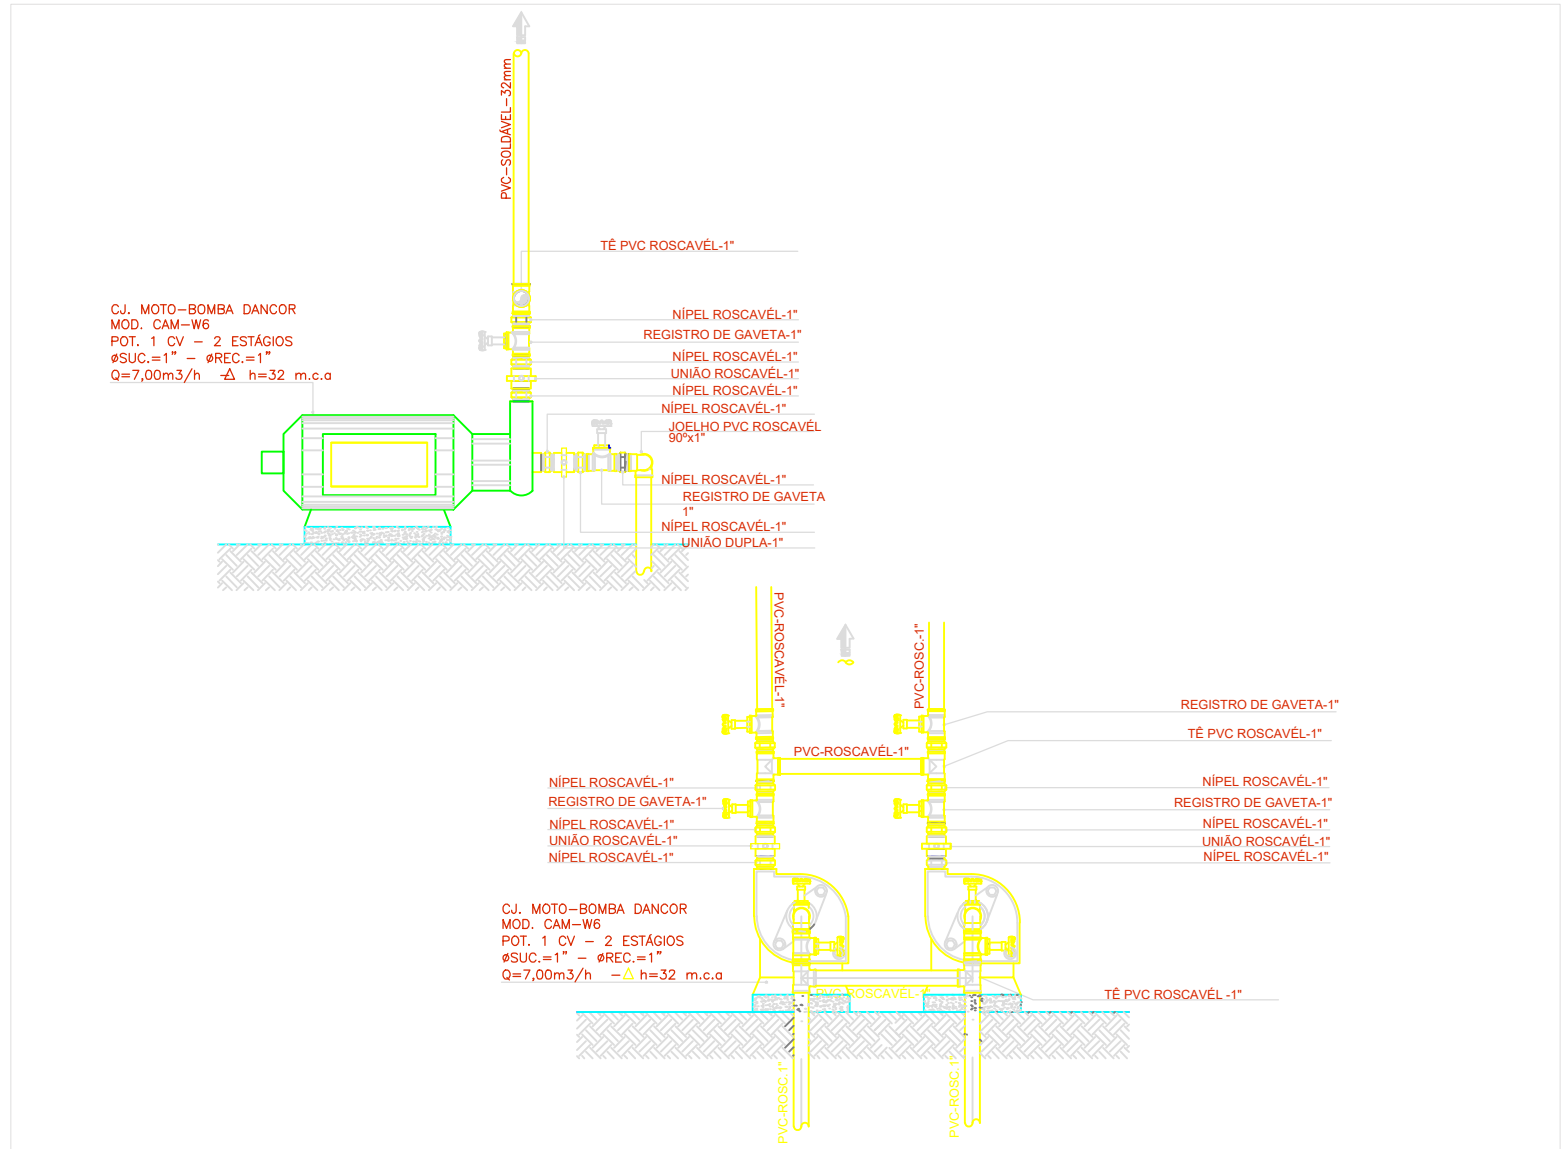 PVC-SOLDÁVEL-32mm
TÊ PVC ROSCAVÉL-1"
CJ. MOTO-BOMBA DANCOR
MOD. CAM-W6
POT. 1 CV - 2 ESTÁGIOS
øSUC.=1" - øREC.=1"
Q=7,00m3/h -△ h=32 m.c.a
NÍPEL ROSCAVÉL-1"
REGISTRO DE GAVETA-1"
NÍPEL ROSCAVÉL-1"
UNIÃO ROSCAVÉL-1"
NÍPEL ROSCAVÉL-1"
NÍPEL ROSCAVÉL-1"
JOELHO PVC ROSCAVÉL
90ºx1"
NÍPEL ROSCAVÉL-1"
REGISTRO DE GAVETA
1"
NÍPEL ROSCAVÉL-1"
UNIÃO DUPLA-1"
PVC-ROSCAVÉL-1"
PVC-ROSC.-1"
REGISTRO DE GAVETA-1"
TÊ PVC ROSCAVÉL-1"
PVC-ROSCAVÉL-1"
NÍPEL ROSCAVÉL-1"
REGISTRO DE GAVETA-1"
NÍPEL ROSCAVÉL-1"
UNIÃO ROSCAVÉL-1"
NÍPEL ROSCAVÉL-1"
NÍPEL ROSCAVÉL-1"
REGISTRO DE GAVETA-1"
NÍPEL ROSCAVÉL-1"
UNIÃO ROSCAVÉL-1"
NÍPEL ROSCAVÉL-1"
CJ. MOTO-BOMBA DANCOR
MOD. CAM-W6
POT. 1 CV - 2 ESTÁGIOS
øSUC.=1" - øREC.=1"
Q=7,00m3/h -△ h=32 m.c.a
PVC-ROSCAVÉL-1"
TÊ PVC ROSCAVÉL -1"
PVC-ROSC.1"
PVC-ROSC.1"